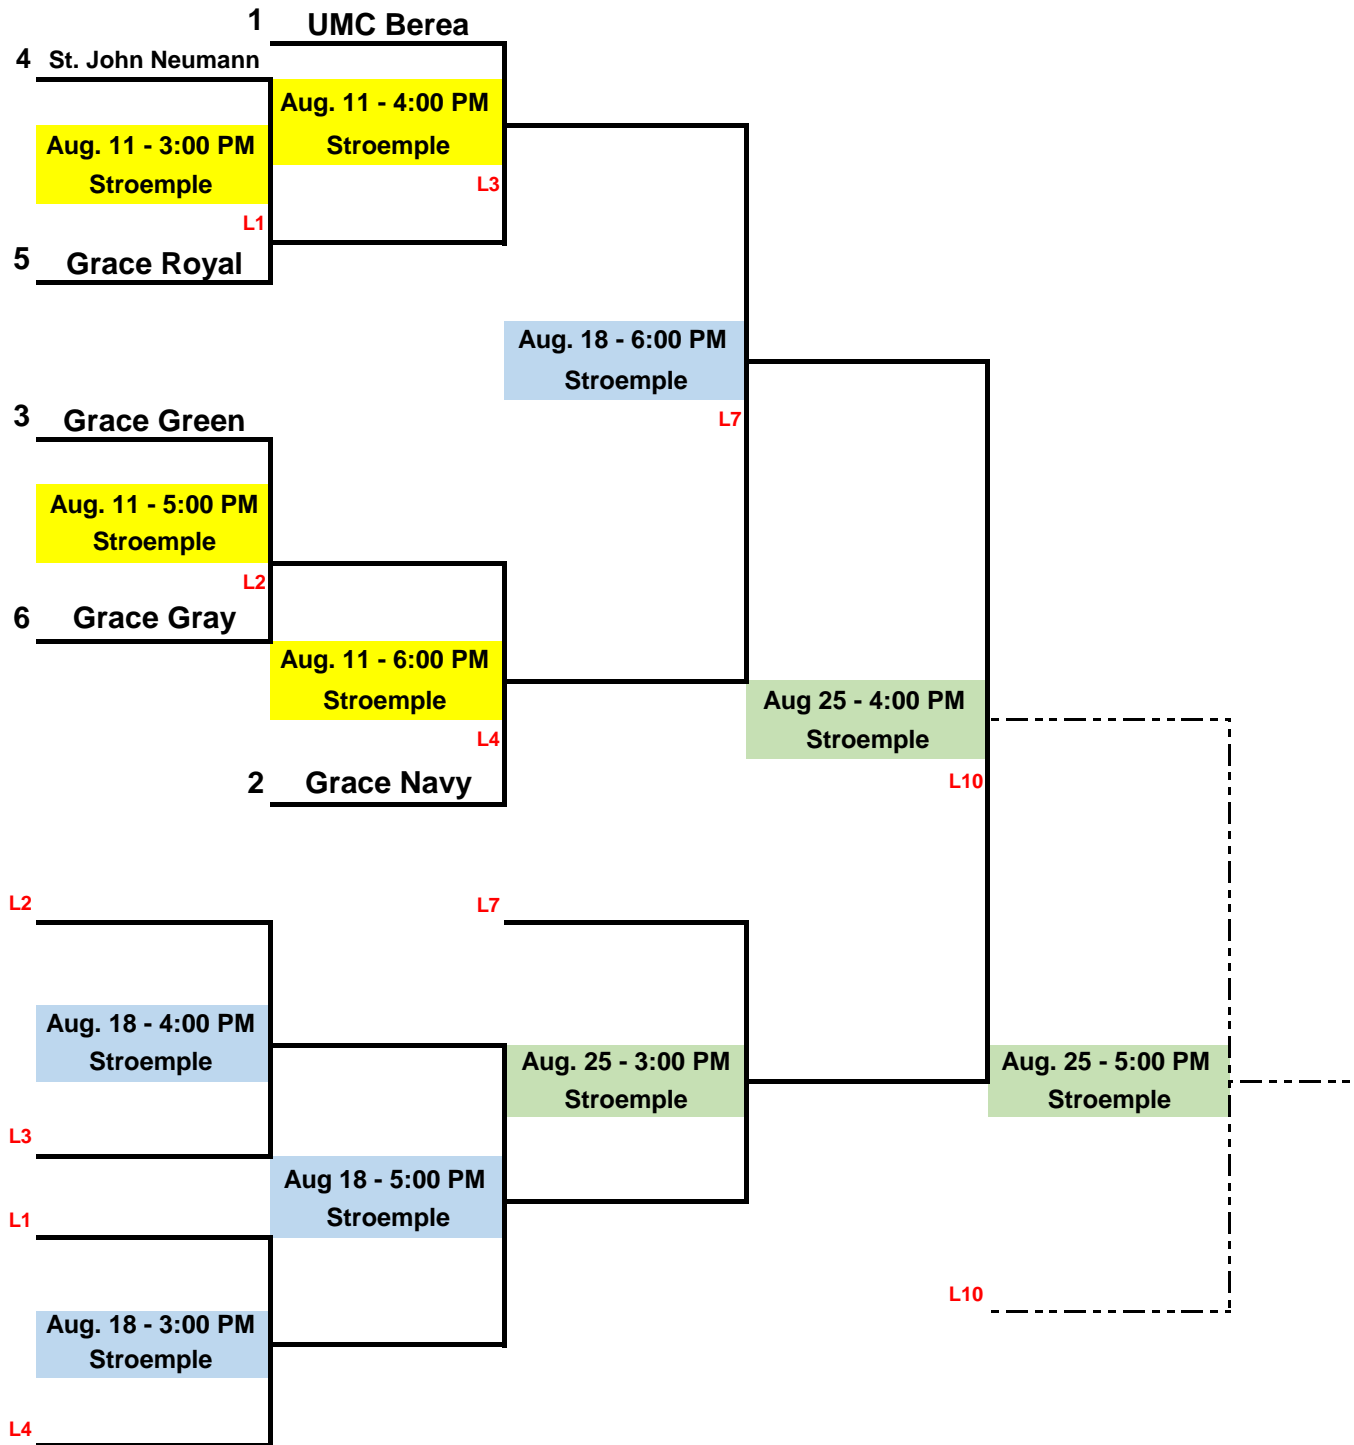 1 UMC Berea
4 St. John Neumann
Aug. 11 - 4:00 PM
Stroemple
Aug. 11 - 3:00 PM
Stroemple
L3
L1
5 Grace Royal
Aug. 18 - 6:00 PM
Stroemple
L7
3 Grace Green
Aug. 11 - 5:00 PM
Stroemple
L2
6 Grace Gray
Aug. 11 - 6:00 PM
Stroemple
L4
2 Grace Navy
Aug 25 - 4:00 PM
Stroemple
L10
L2
L7
Aug. 18 - 4:00 PM
Stroemple
L3
Aug. 25 - 3:00 PM
Stroemple
Aug. 25 - 5:00 PM
Stroemple
Aug 18 - 5:00 PM
Stroemple
L1
L10
Aug. 18 - 3:00 PM
Stroemple
L4